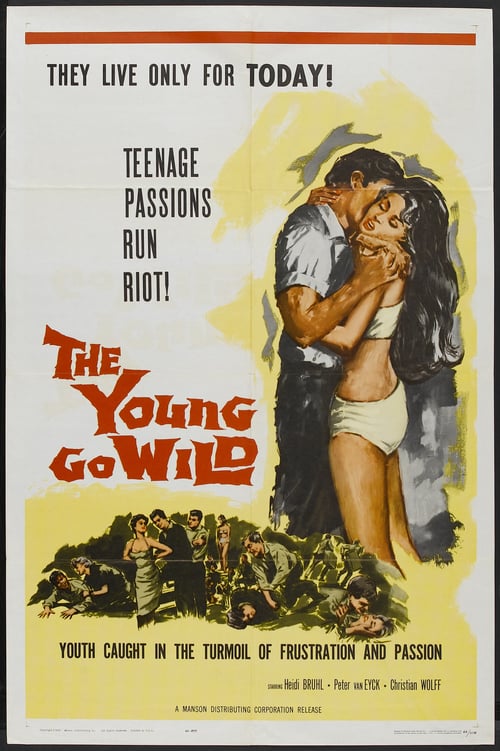 THEY LIVE ONLY FOR TODAY!
TEENAGE
PASSIONS
RUN
RIOT!
THE
YOUNG
GO WILD
YOUTH CAUGHT IN THE TURMOIL OF FRUSTRATION AND PASSION
STARRING Heidi BRUHL · Peter VAN EYCK · Christian WOLFF
A MANSON DISTRIBUTING CORPORATION RELEASE